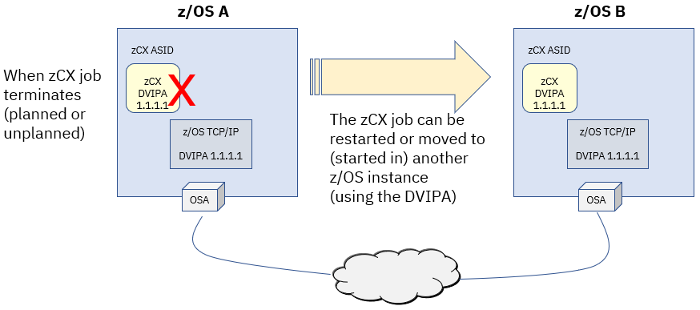 z/OS A
z/OS B
When zCX job
terminates
(planned or
unplanned)
zCX ASID
zCX
DVIPA
1.1.1.1
X
z/OS TCP/IP
DVIPA 1.1.1.1
OSA
The zCX job can be
restarted or moved to
(started in) another
z/OS instance
(using the DVIPA)
zCX ASID
zCX
DVIPA
1.1.1.1
z/OS TCP/IP
DVIPA 1.1.1.1
OSA